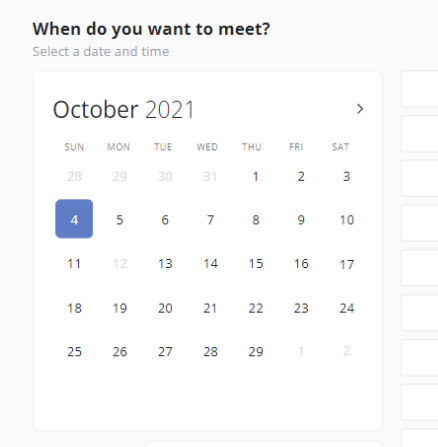 When do you want to meet?
Select a date and time
October 2021
SUN MON TUE WED THU FRI SAT
28 29 30 31 1 2 3
4 5 6 7 8 9 10
11 12 13 14 15 16 17
18 19 20 21 22 23 24
25 26 27 28 29 1 2